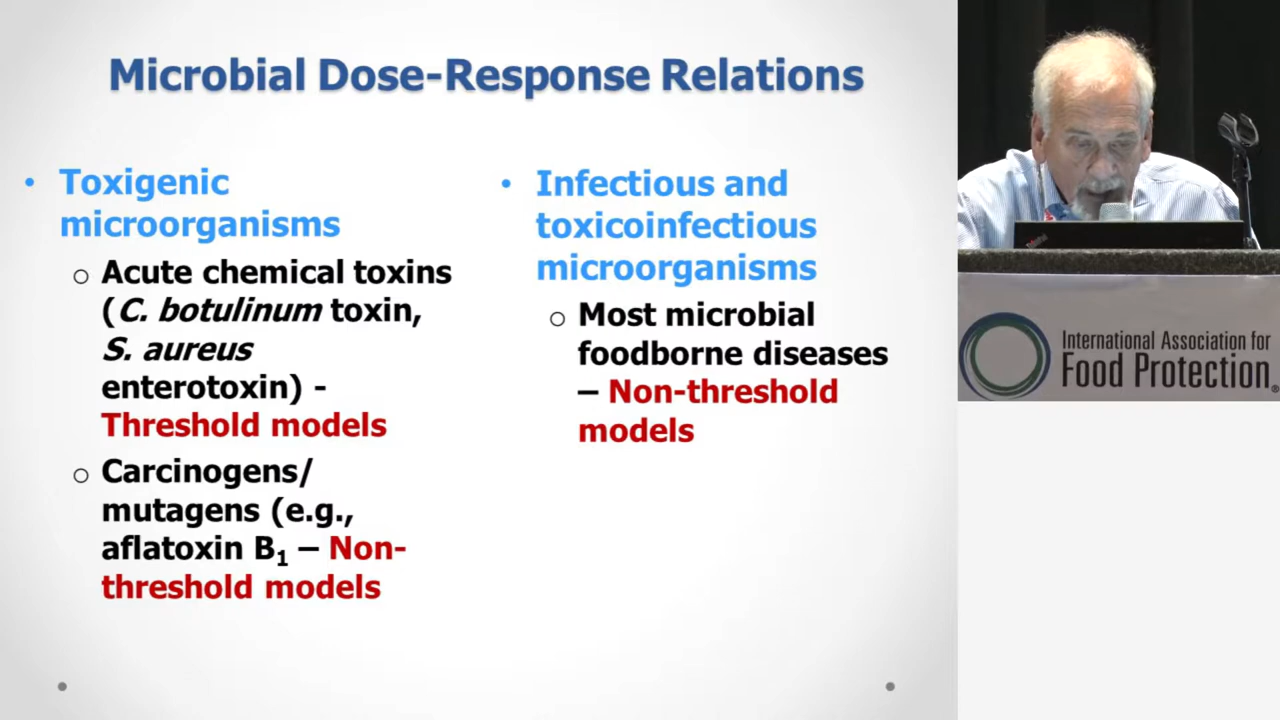 Microbial Dose-Response Relations
• Toxigenic
microorganisms
o Acute chemical toxins
(C. botulinum toxin,
S. aureus
enterotoxin) -
Threshold models
o Carcinogens/
mutagens (e.g.,
aflatoxin B₁ – Non-
threshold models
• Infectious and
toxicoinfectious
microorganisms
o Most microbial
foodborne diseases
– Non-threshold
models
International Association for
Food Protection®